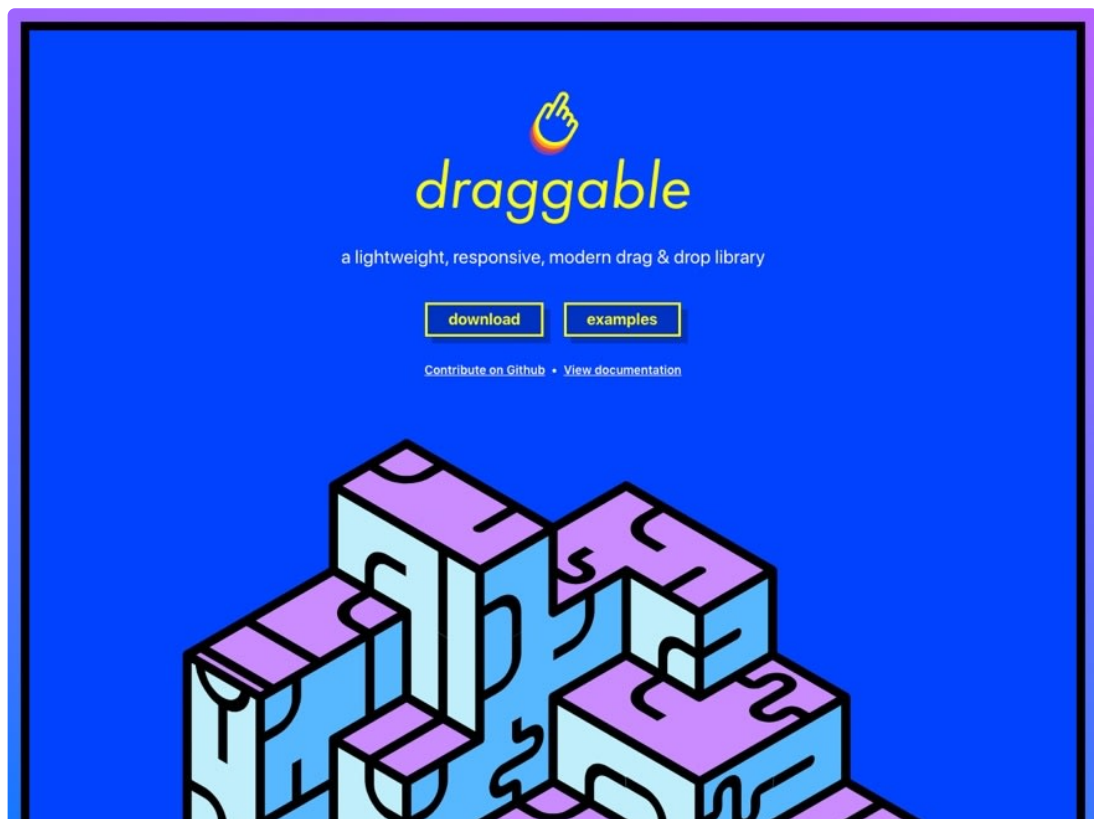 draggable
a lightweight, responsive, modern drag & drop library
download examples
Contribute on Github • View documentation